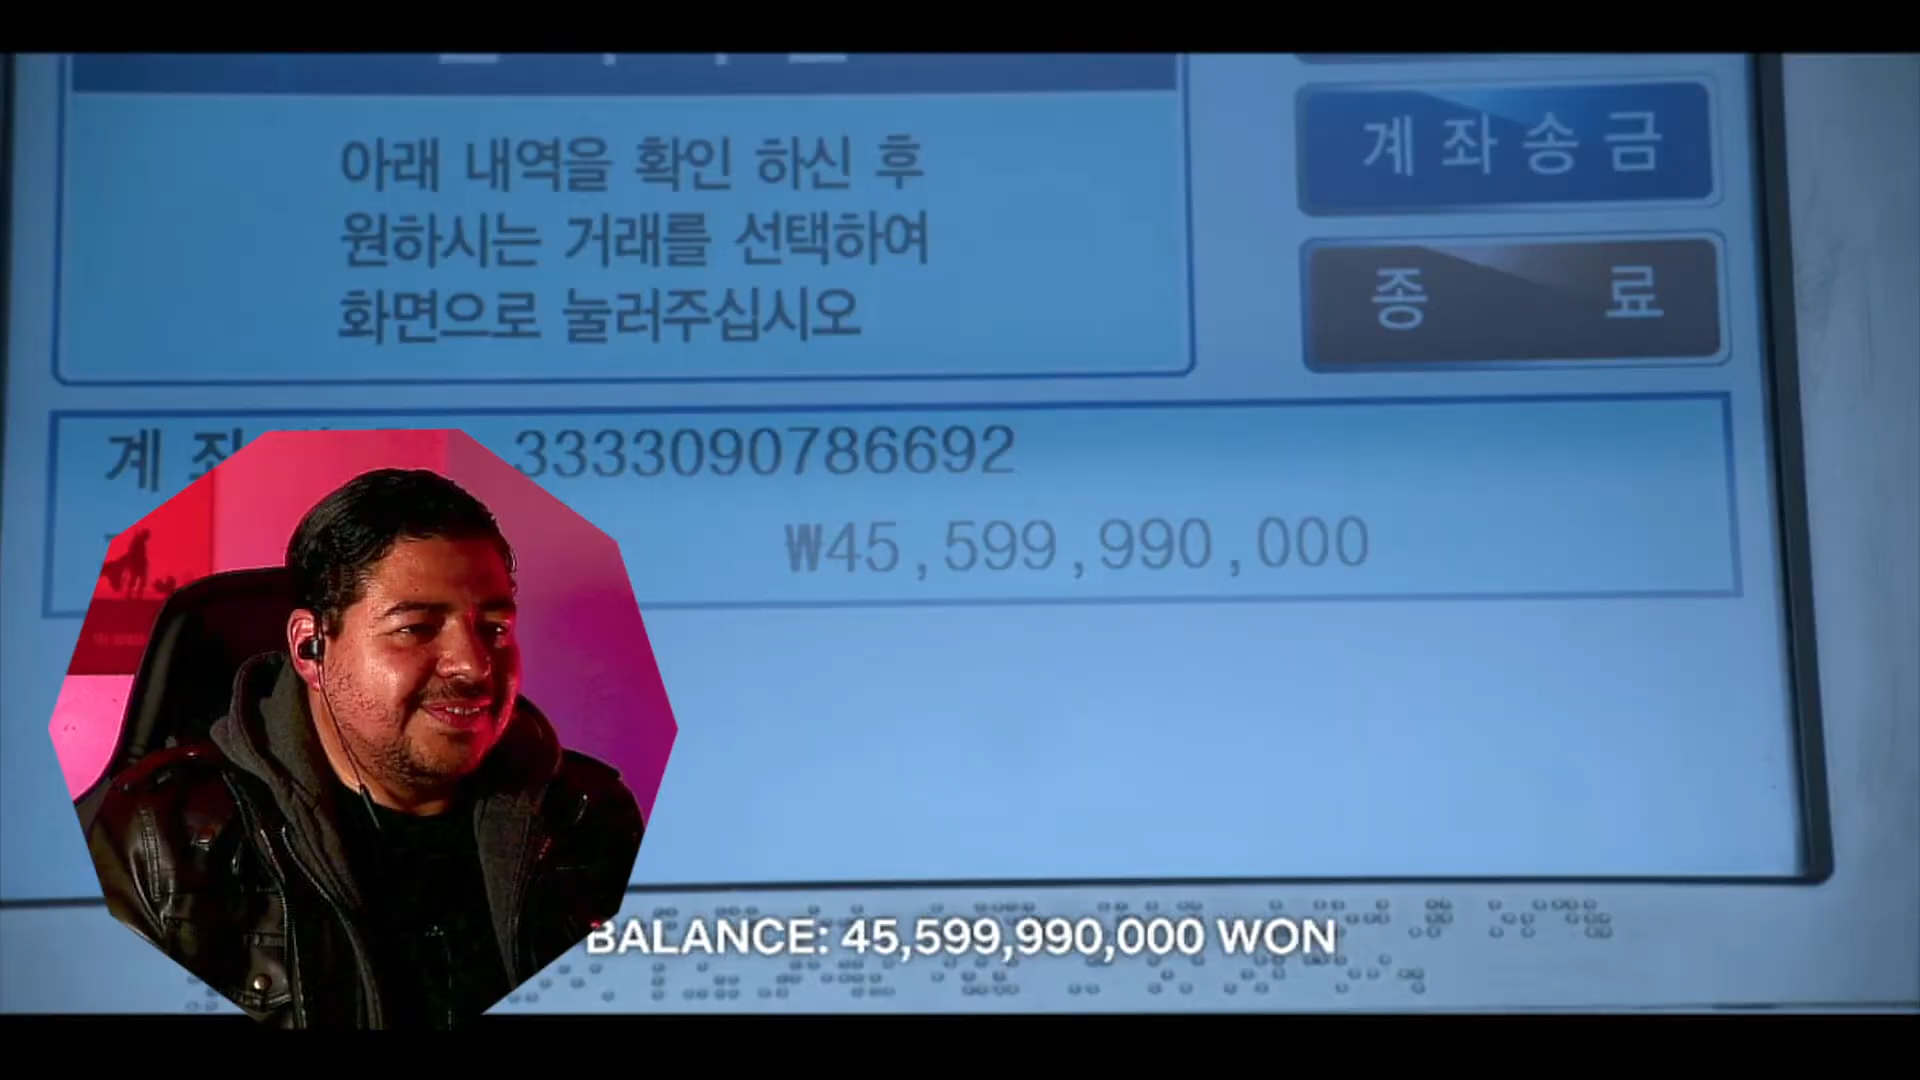 계좌송금
아래 내역을 확인 하신 후
원하시는 거래를 선택하여
화면으로 눌러주십시오
종 료
3333090786692
₩45,599,990,000
BALANCE: 45,599,990,000 WON